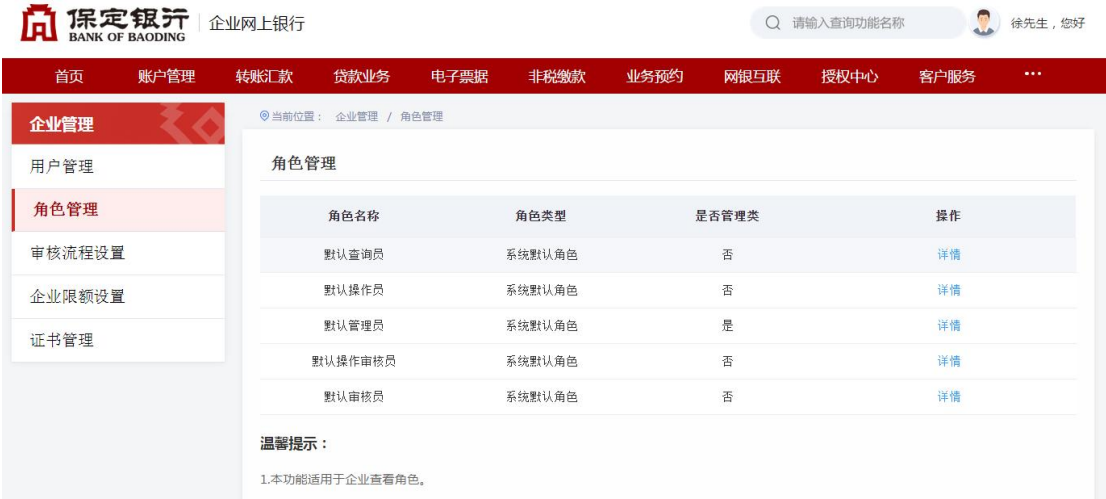 保定银行 企业网上银行 请输入查询功能名称 徐先生，您好
BANK OF BAODING
首页 账户管理 转账汇款 贷款业务 电子票据 非税缴款 业务预约 网银互联 授权中心 客户服务 •••
企业管理
用户管理
角色管理
审核流程设置
企业限额设置
证书管理
当前位置： 企业管理 / 角色管理
角色管理
角色名称 角色类型 是否管理类 操作
默认查询员 系统默认角色 否 详情
默认操作员 系统默认角色 否 详情
默认管理员 系统默认角色 是 详情
默认操作审核员 系统默认角色 否 详情
默认审核员 系统默认角色 否 详情
温馨提示：
1.本功能适用于企业查看角色。